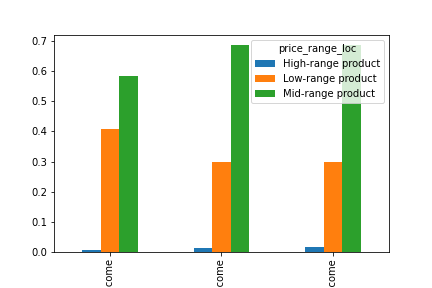 price_range_loc
High-range product
Low-range product
Mid-range product
0.7
0.6
0.5
0.4
0.3
0.2
0.1
0.0
come
come
come